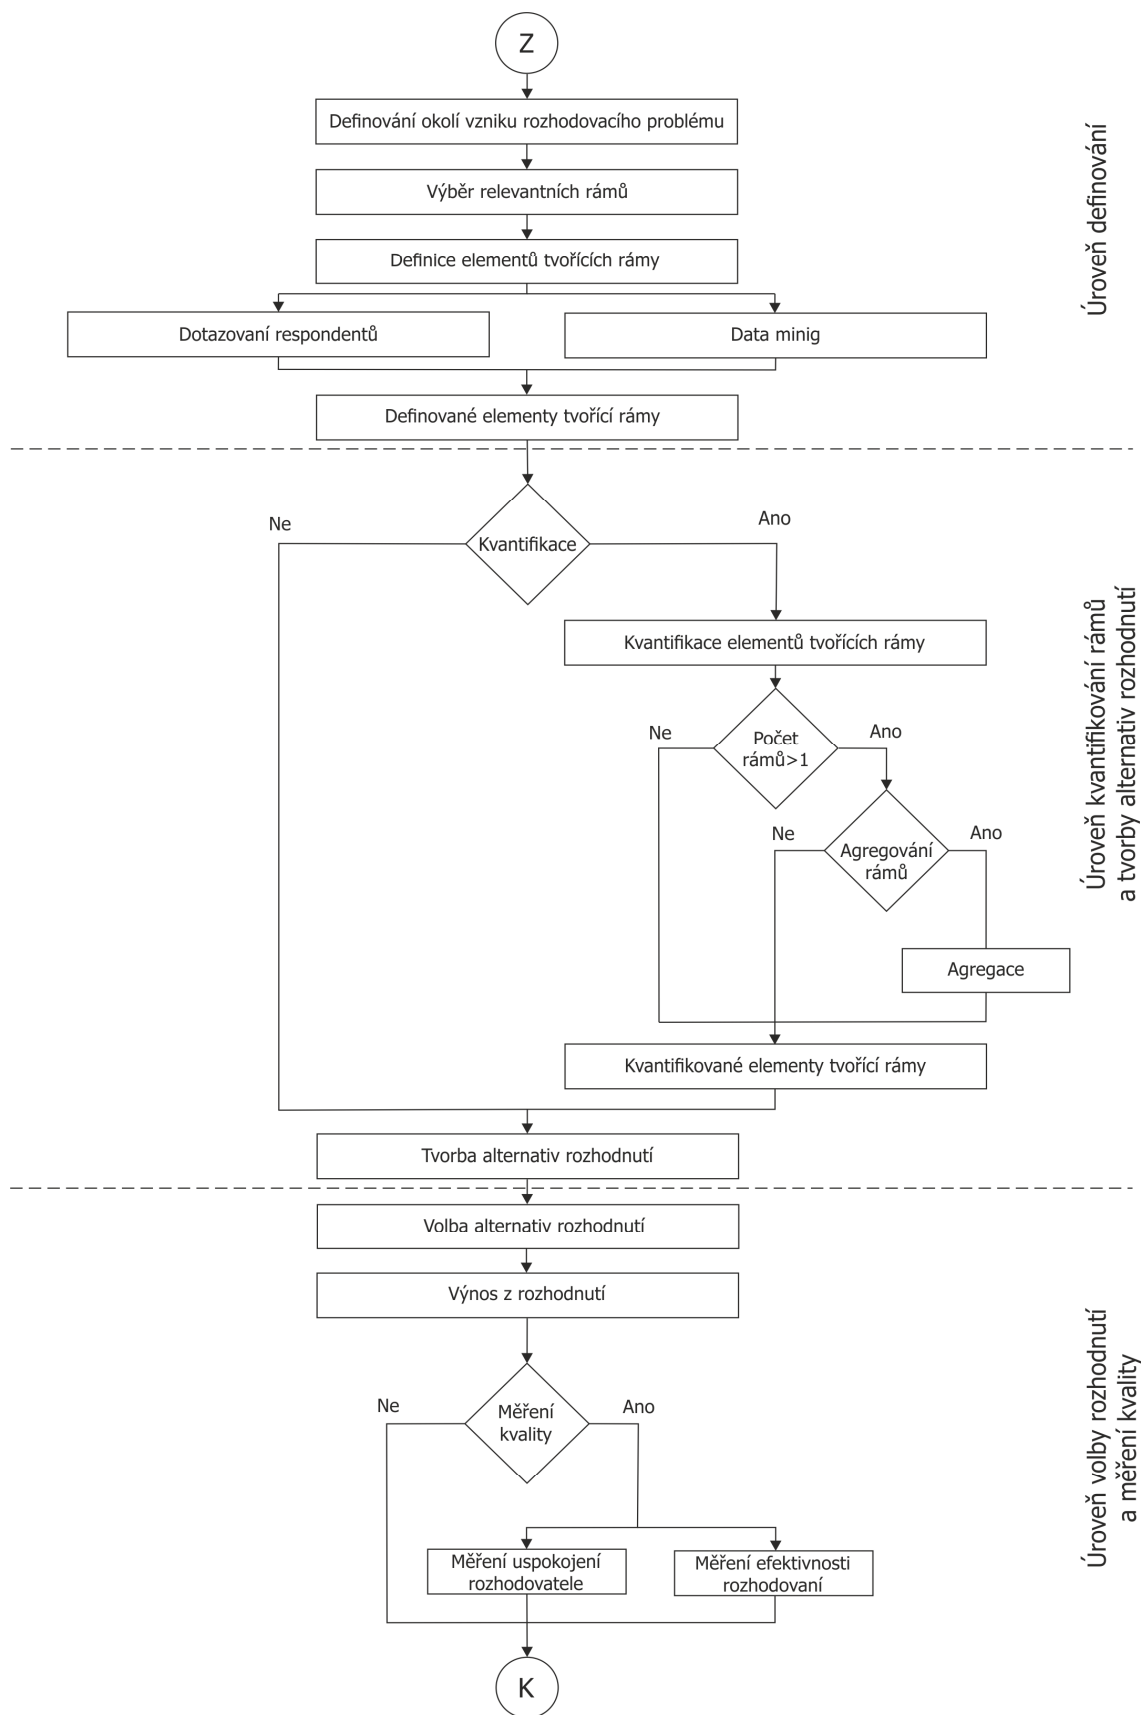 Z
Definování okolí vzniku rozhodovacího problému
Výběr relevantních rámů
Definice elementů tvořících rámy
Dotazovaní respondentů
Data minig
Definované elementy tvořící rámy
Úroveň definování
Kvantifikace
Ne
Ano
Kvantifikace elementů tvořících rámy
Počet
rámů>1
Ne
Ano
Agregování
rámů
Ne
Ano
Agregace
Kvantifikované elementy tvořící rámy
Tvorba alternativ rozhodnutí
Úroveň kvantifikování rámů
a tvorby alternativ rozhodnutí
Volba alternativ rozhodnutí
Výnos z rozhodnutí
Měření
kvality
Ne
Ano
Měření uspokojení
rozhodovatele
Měření efektivnosti
rozhodovaní
Úroveň volby rozhodnutí
a měření kvality
K